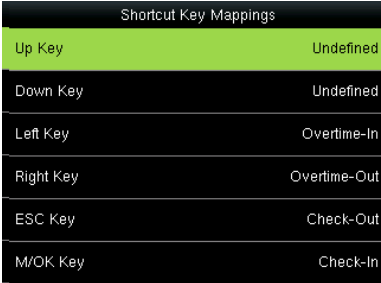 Shortcut Key Mappings
Up Key Undefined
Down Key Undefined
Left Key Overtime-In
Right Key Overtime-Out
ESC Key Check-Out
M/OK Key Check-In